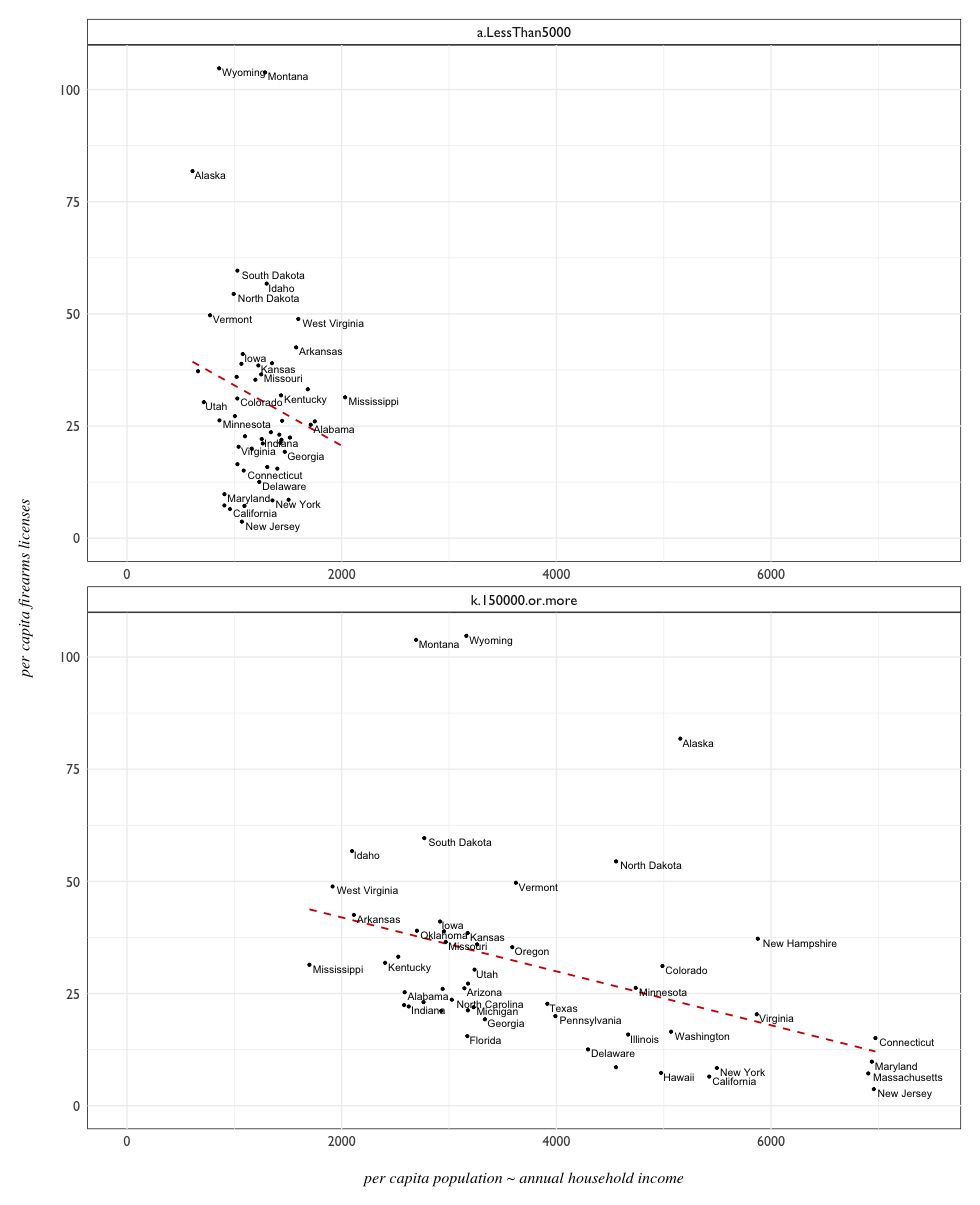 a.LessThan5000
100
75
50
25
0
Wyoming
Montana
Alaska
South Dakota
Idaho
North Dakota
Vermont
West Virginia
Arkansas
Iowa
Kansas
Missouri
Colorado
Kentucky
Mississippi
Utah
Minnesota
Alabama
Indiana
Virginia
Georgia
Connecticut
Delaware
Maryland
New York
California
New Jersey
0
2000
4000
6000
per capita firearms licenses
k.150000.or.more
100
75
50
25
0
Montana
Wyoming
Alaska
South Dakota
Idaho
North Dakota
West Virginia
Vermont
Arkansas
Iowa
Oklahoma
Kansas
Missouri
Oregon
New Hampshire
Mississippi
Kentucky
Utah
Colorado
Alabama
Arizona
Minnesota
Indiana
North Carolina
Michigan
Texas
Georgia
Pennsylvania
Virginia
Florida
Illinois
Washington
Connecticut
Delaware
Hawaii
New York
California
Maryland
Massachusetts
New Jersey
0
2000
4000
6000
per capita population ~ annual household income